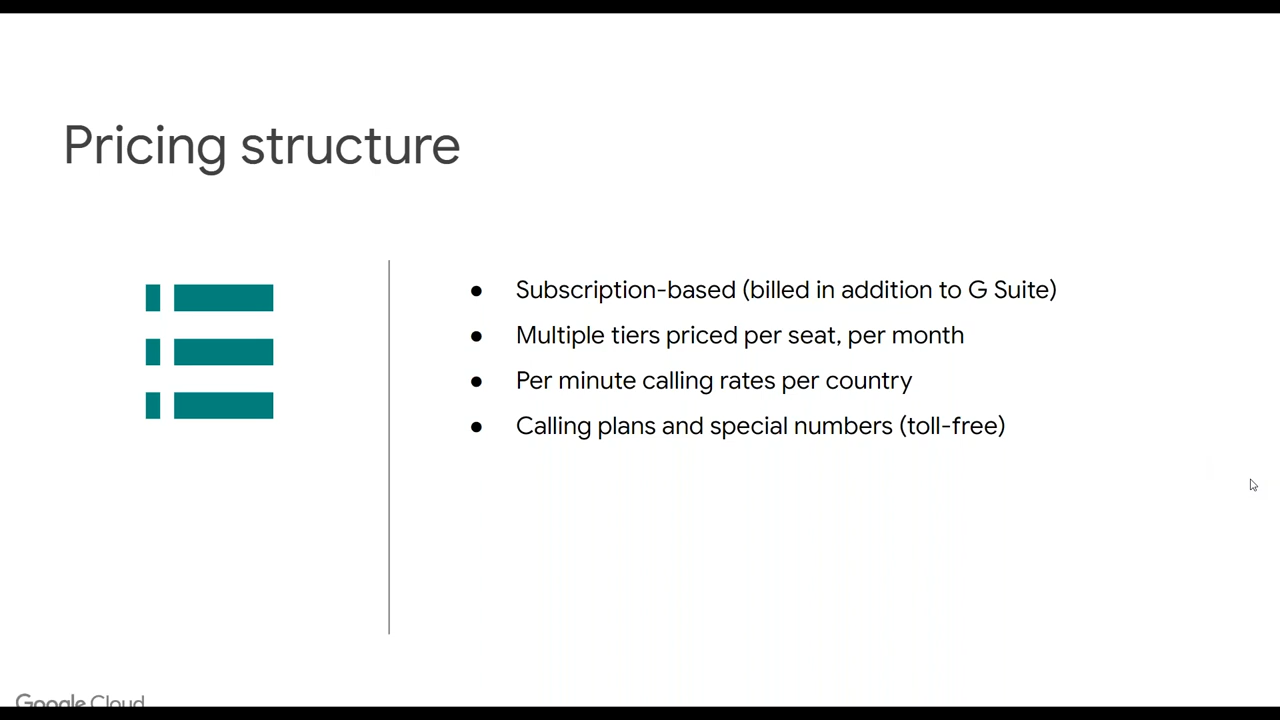 Pricing structure
● Subscription-based (billed in addition to G Suite)
● Multiple tiers priced per seat, per month
● Per minute calling rates per country
● Calling plans and special numbers (toll-free)
Google Cloud